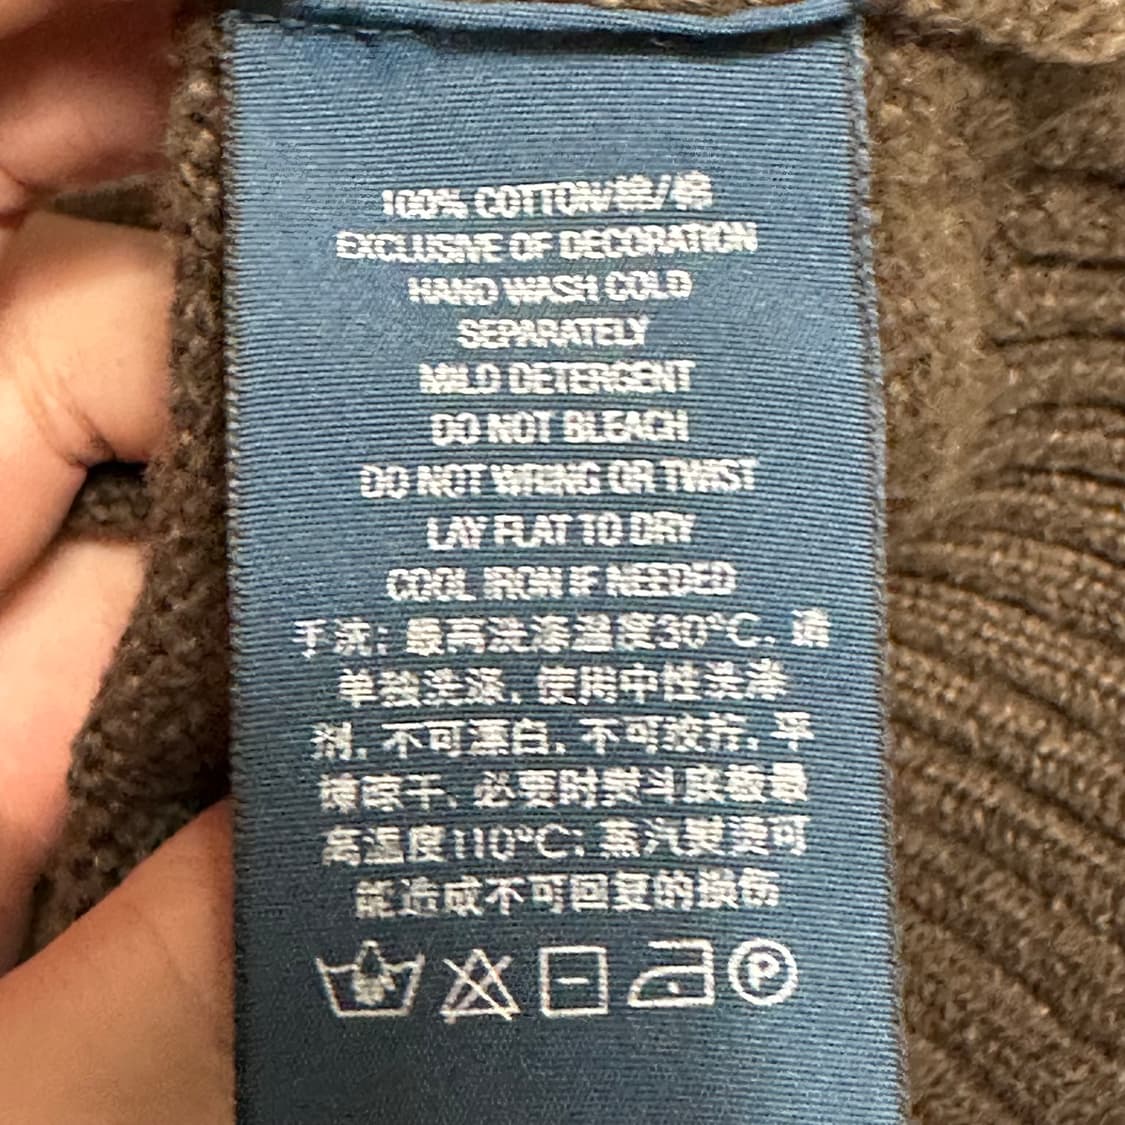 100% COTTON/綿/棉
EXCLUSIVE OF DECORATION
HAND WASH COLD
SEPARATELY
MILD DETERGENT
DO NOT BLEACH
DO NOT WRING OR TWIST
LAY FLAT TO DRY
COOL IRON IF NEEDED
手洗; 最高洗涤温度30°C, 请
单独洗涤, 使用中性洗涤
剂, 不可漂白, 不可绞拧, 平
摊晾干, 必要时熨斗底板最
高温度110°C; 蒸汽熨烫可
能造成不可回复的损伤
P